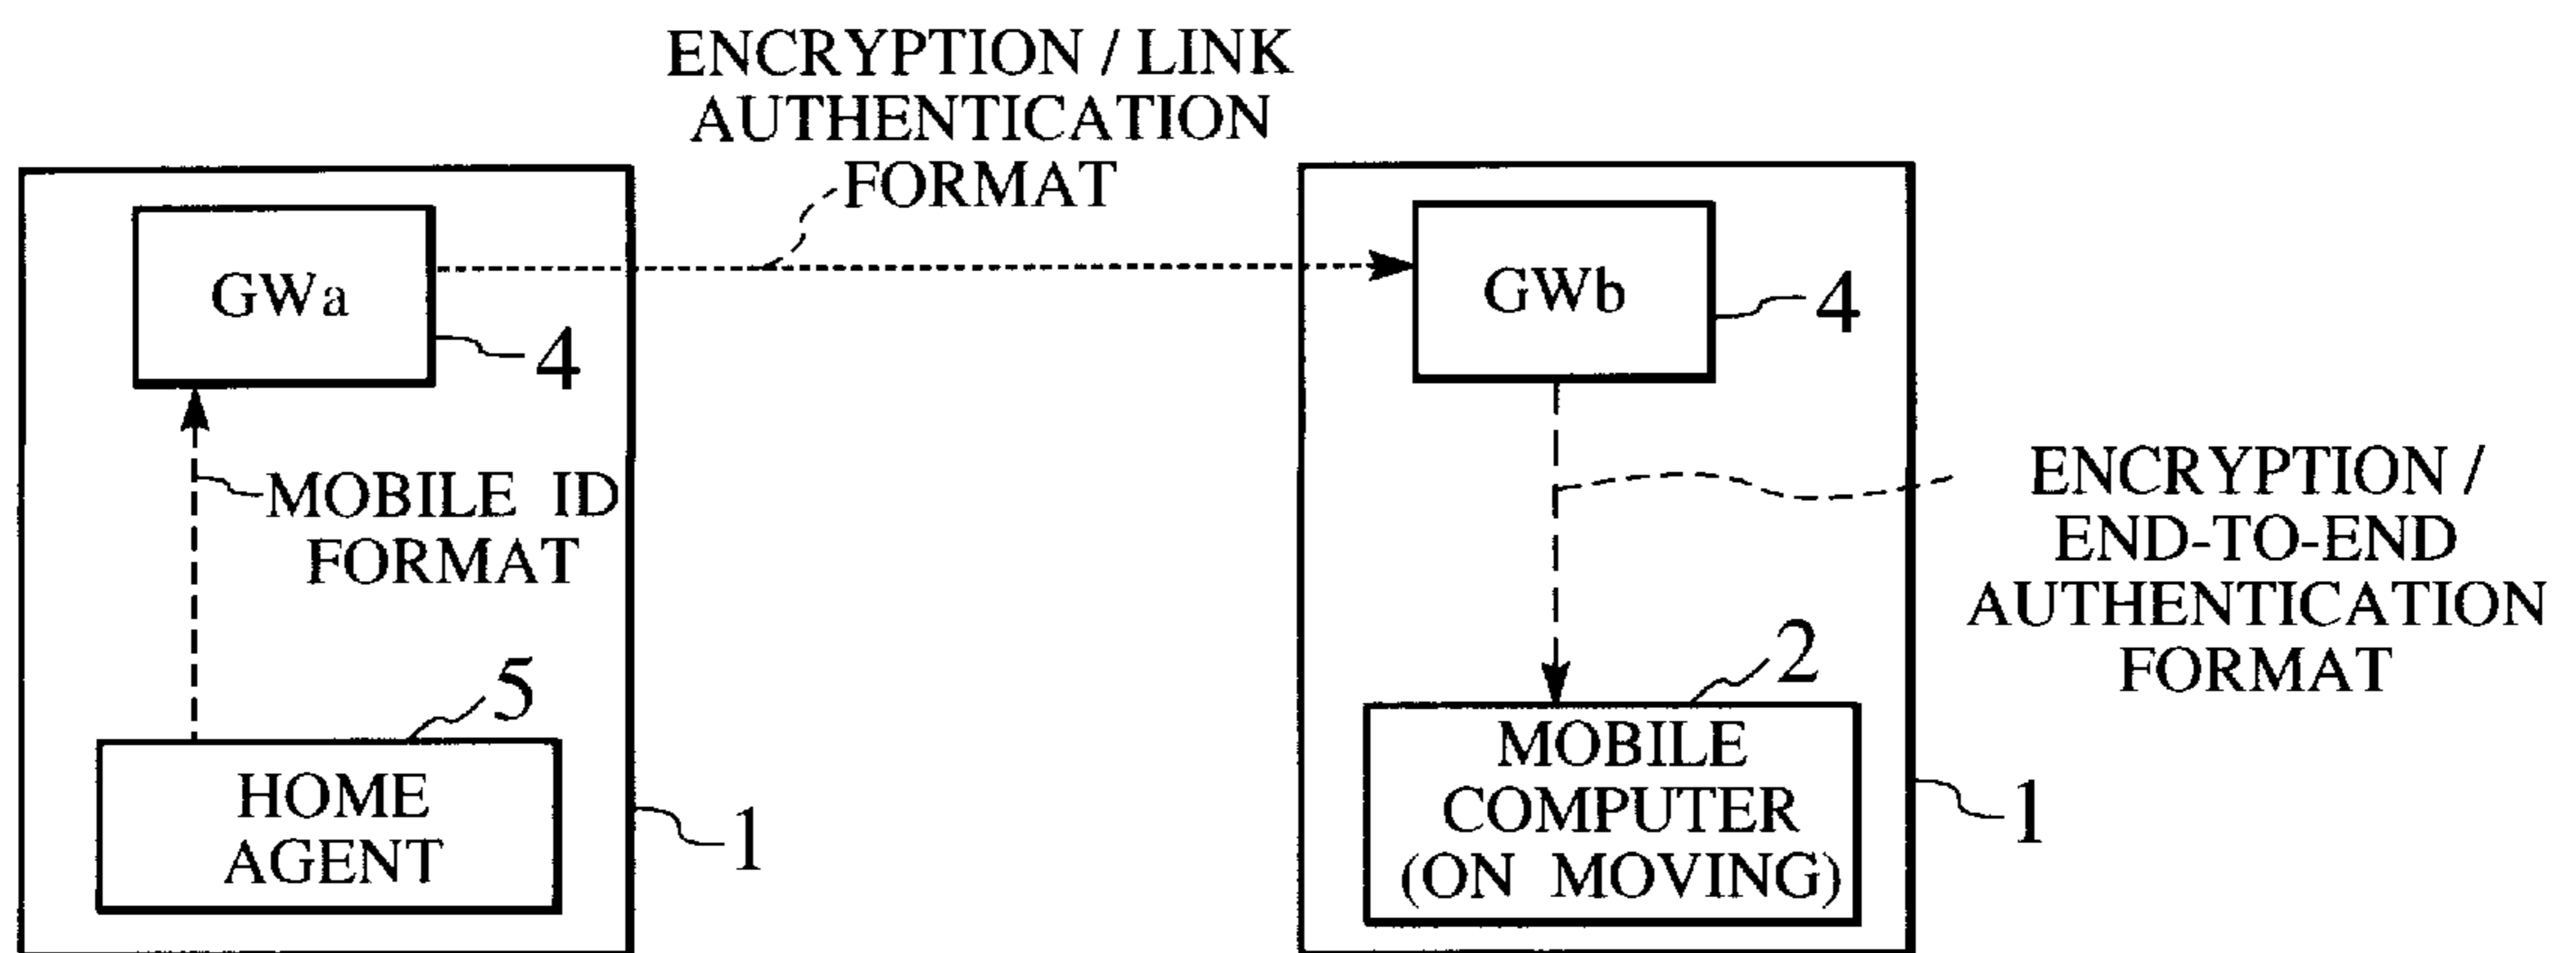 ENCRYPTION / LINK
AUTHENTICATION
FORMAT
GWa
4
MOBILE ID
FORMAT
5
HOME
AGENT
1
GWb
4
ENCRYPTION /
END-TO-END
AUTHENTICATION
FORMAT
2
MOBILE
COMPUTER
(ON MOVING)
1